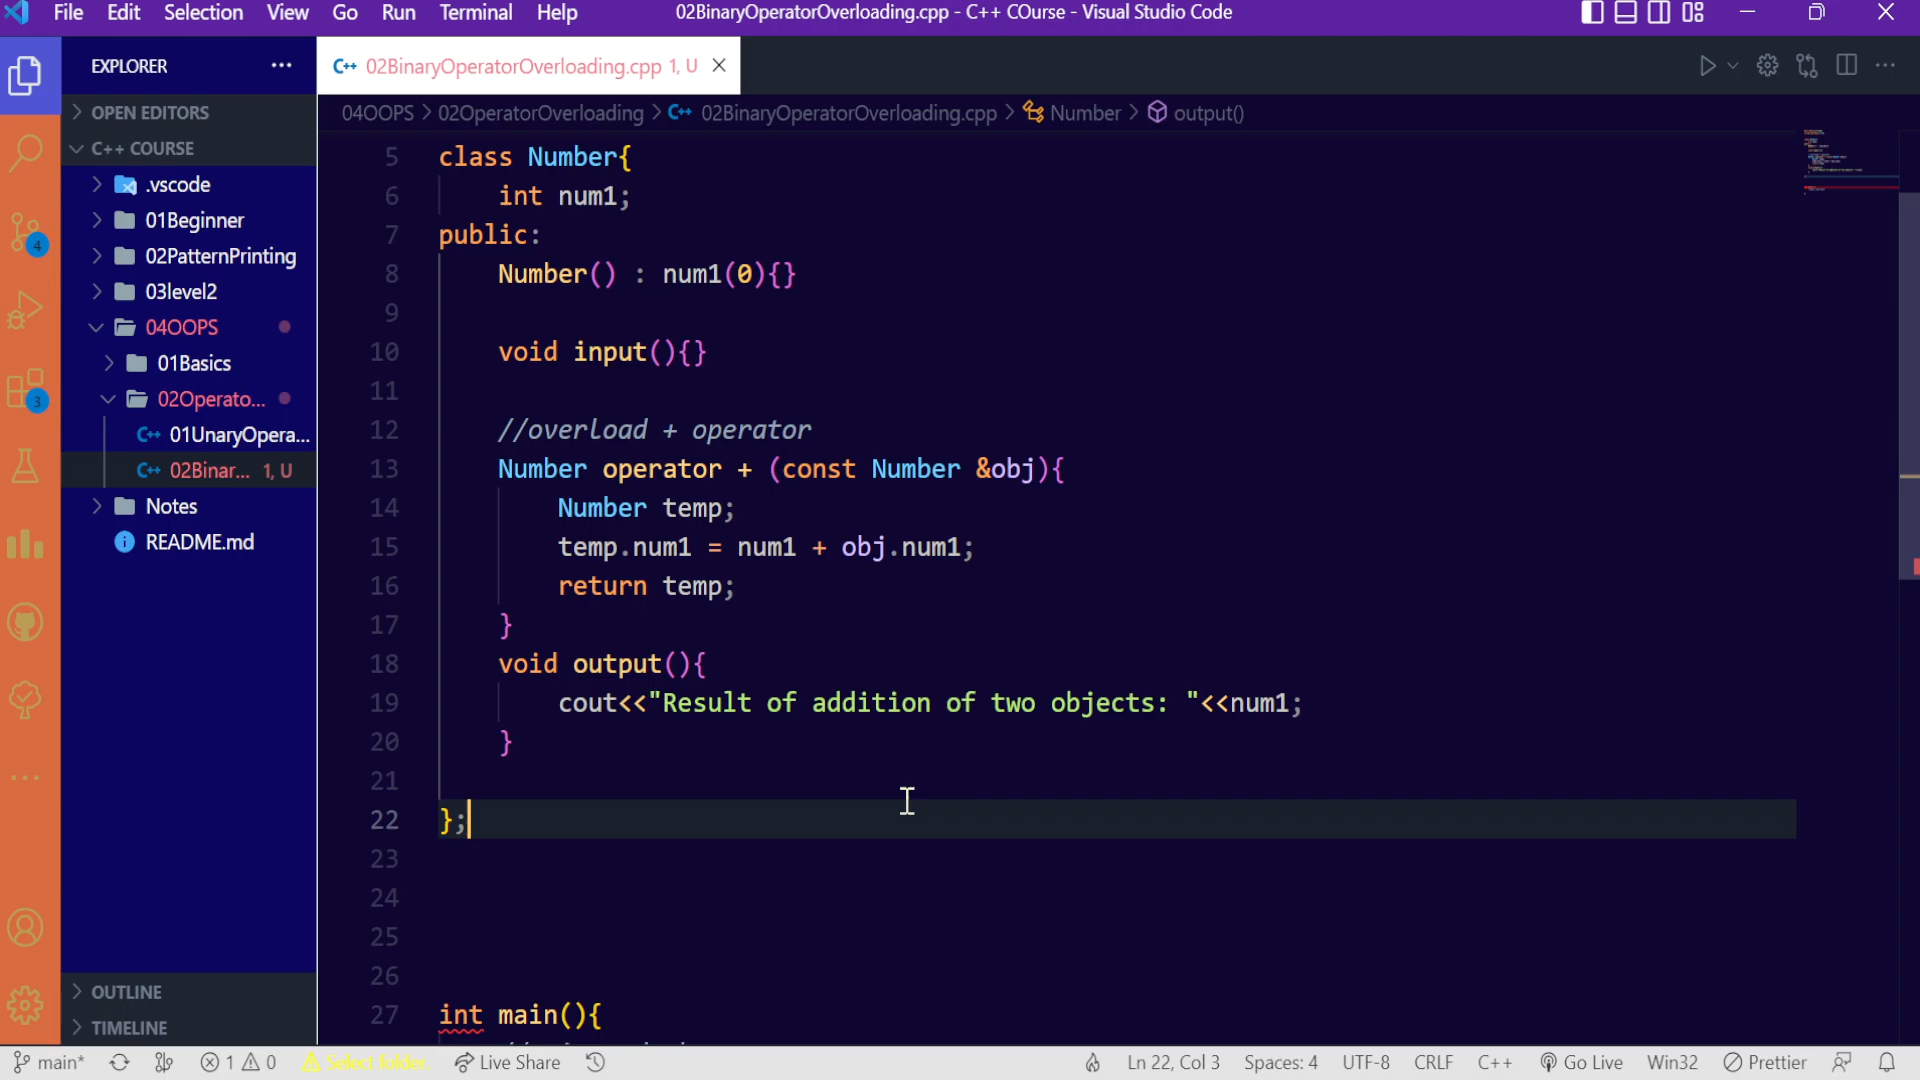 File Edit Selection View Go Run Terminal Help 02BinaryOperatorOverloading.cpp - C++ COurse - Visual Studio Code
EXPLORER ...
C++ 02BinaryOperatorOverloading.cpp 1, U
OPEN EDITORS
C++ COURSE
.vscode
01Beginner
02PatternPrinting
03level2
04OOPS
01Basics
02Operato...
C++ 01UnaryOpera...
C++ 02Binar... 1, U
Notes
README.md
OUTLINE
TIMELINE
4
3
04OOPS > 02OperatorOverloading > C++ 02BinaryOperatorOverloading.cpp > Number > output()
5 class Number{
6 int num1;
7 public:
8 Number() : num1(0){}
9
10 void input(){}
11
12 //overload + operator
13 Number operator + (const Number &obj){
14 Number temp;
15 temp.num1 = num1 + obj.num1;
16 return temp;
17 }
18 void output(){
19 cout<<"Result of addition of two objects: "<<num1;
20 }
21
22 };
23
24
25
26
27 int main(){
main* 1 0 Select folder. Live Share Ln 22, Col 3 Spaces: 4 UTF-8 CRLF C++ Go Live Win32 Prettier